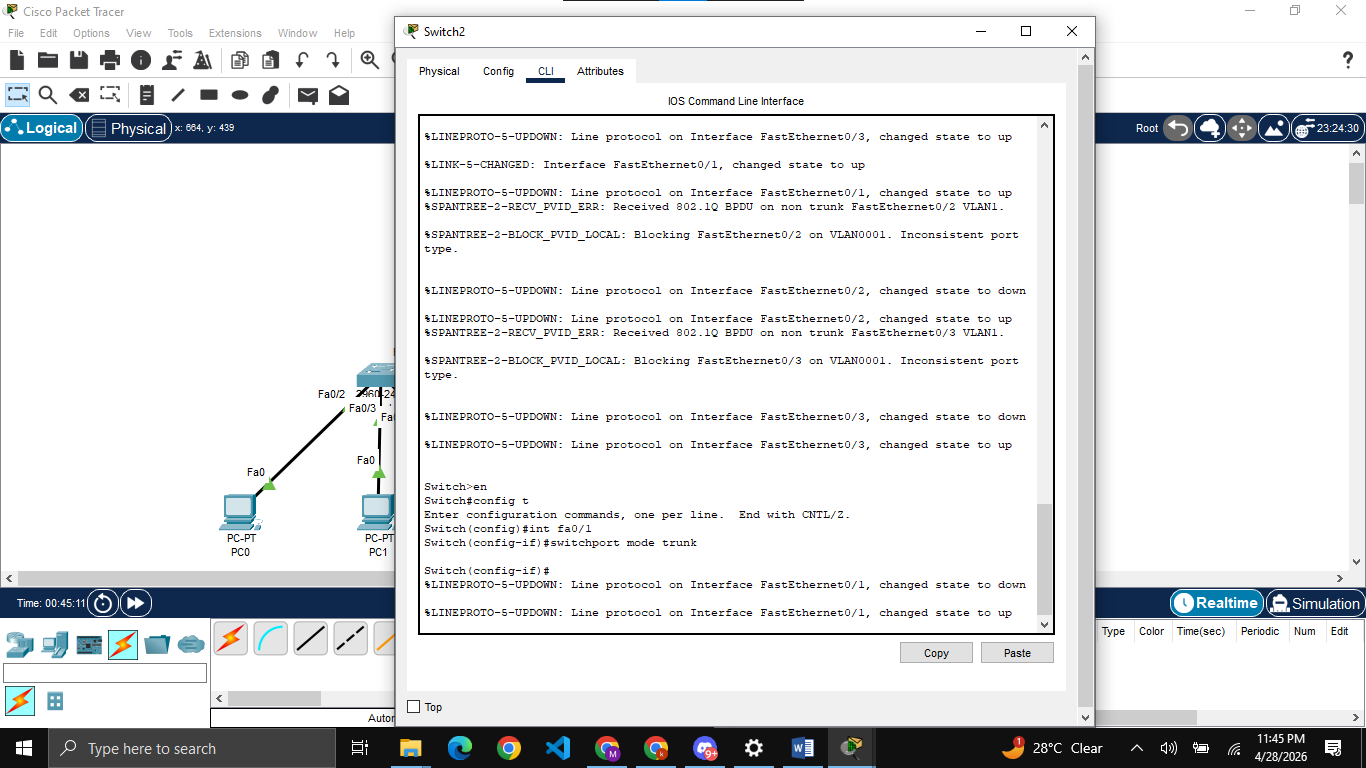 Cisco Packet Tracer
File Edit Options View Tools Extensions Window Help
Logical Physical x: 664, y: 439
Root 23:24:30
Switch2
Physical Config CLI Attributes
IOS Command Line Interface
%LINEPROTO-5-UPDOWN: Line protocol on Interface FastEthernet0/3, changed state to up
%LINK-5-CHANGED: Interface FastEthernet0/1, changed state to up
%LINEPROTO-5-UPDOWN: Line protocol on Interface FastEthernet0/1, changed state to up
%SPANTREE-2-RECV_PVID_ERR: Received 802.1Q BPDU on non trunk FastEthernet0/2 VLAN1.
%SPANTREE-2-BLOCK_PVID_LOCAL: Blocking FastEthernet0/2 on VLAN0001. Inconsistent port
type.
%LINEPROTO-5-UPDOWN: Line protocol on Interface FastEthernet0/2, changed state to down
%LINEPROTO-5-UPDOWN: Line protocol on Interface FastEthernet0/2, changed state to up
%SPANTREE-2-RECV_PVID_ERR: Received 802.1Q BPDU on non trunk FastEthernet0/3 VLAN1.
%SPANTREE-2-BLOCK_PVID_LOCAL: Blocking FastEthernet0/3 on VLAN0001. Inconsistent port
type.
%LINEPROTO-5-UPDOWN: Line protocol on Interface FastEthernet0/3, changed state to down
%LINEPROTO-5-UPDOWN: Line protocol on Interface FastEthernet0/3, changed state to up
Switch>en
Switch#config t
Enter configuration commands, one per line. End with CNTL/Z.
Switch(config)#int fa0/1
Switch(config-if)#switchport mode trunk
Switch(config-if)#
%LINEPROTO-5-UPDOWN: Line protocol on Interface FastEthernet0/1, changed state to down
%LINEPROTO-5-UPDOWN: Line protocol on Interface FastEthernet0/1, changed state to up
Copy Paste
Top
Fa0/2
Fa0/3
Fa0
Fa0
PC-PT
PC0
PC-PT
PC1
Time: 00:45:11
Realtime Simulation
Type Color Time(sec) Periodic Num Edit
Type here to search
M
k
9+
28°C Clear
11:45 PM
4/28/2026